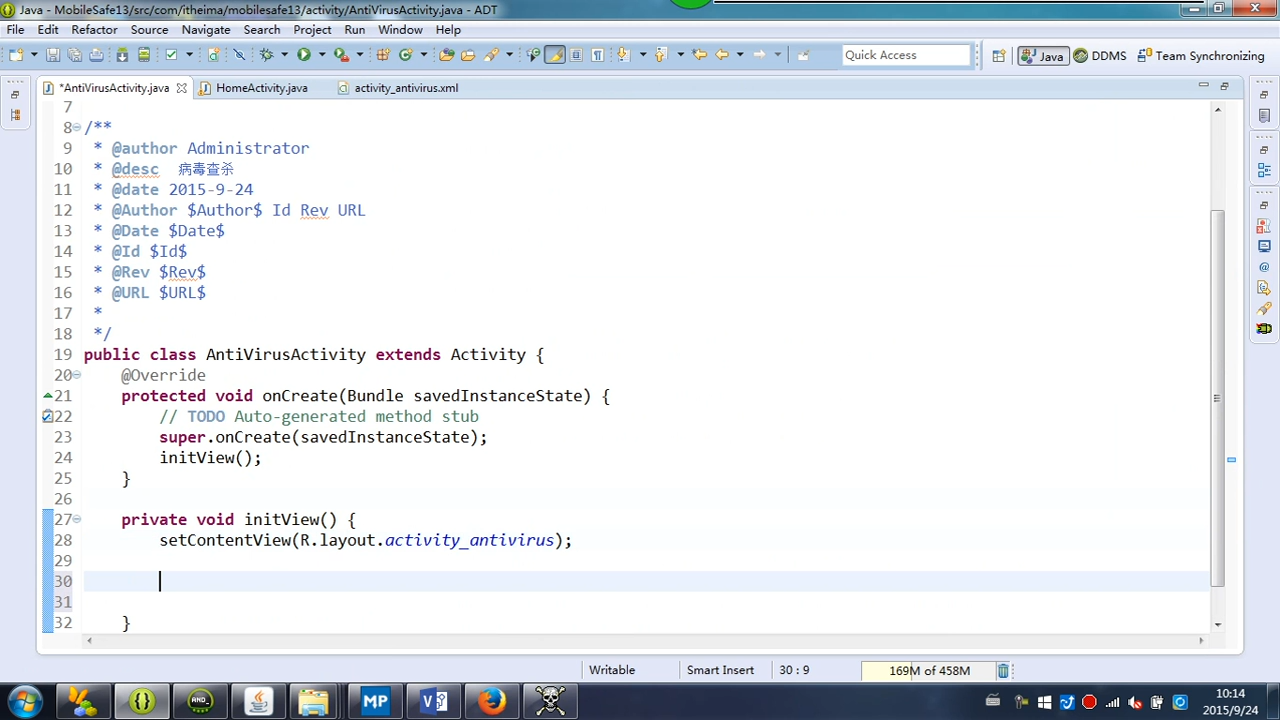 Java - MobileSafe13/src/com/itheima/mobilesafe13/activity/AntiVirusActivity.java - ADT
File Edit Refactor Source Navigate Search Project Run Window Help
Quick Access
Java DDMS Team Synchronizing
*AntiVirusActivity.java HomeActivity.java activity_antivirus.xml
7
8 /**
9 * @author Administrator
10 * @desc 病毒查杀
11 * @date 2015-9-24
12 * @Author $Author$ Id Rev URL
13 * @Date $Date$
14 * @Id $Id$
15 * @Rev $Rev$
16 * @URL $URL$
17 *
18 */
19 public class AntiVirusActivity extends Activity {
20 @Override
21 protected void onCreate(Bundle savedInstanceState) {
22 // TODO Auto-generated method stub
23 super.onCreate(savedInstanceState);
24 initView();
25 }
26
27 private void initView() {
28 setContentView(R.layout.activity_antivirus);
29
30
31
32 }
Writable Smart Insert 30 : 9 169M of 458M
MP
10:14
2015/9/24